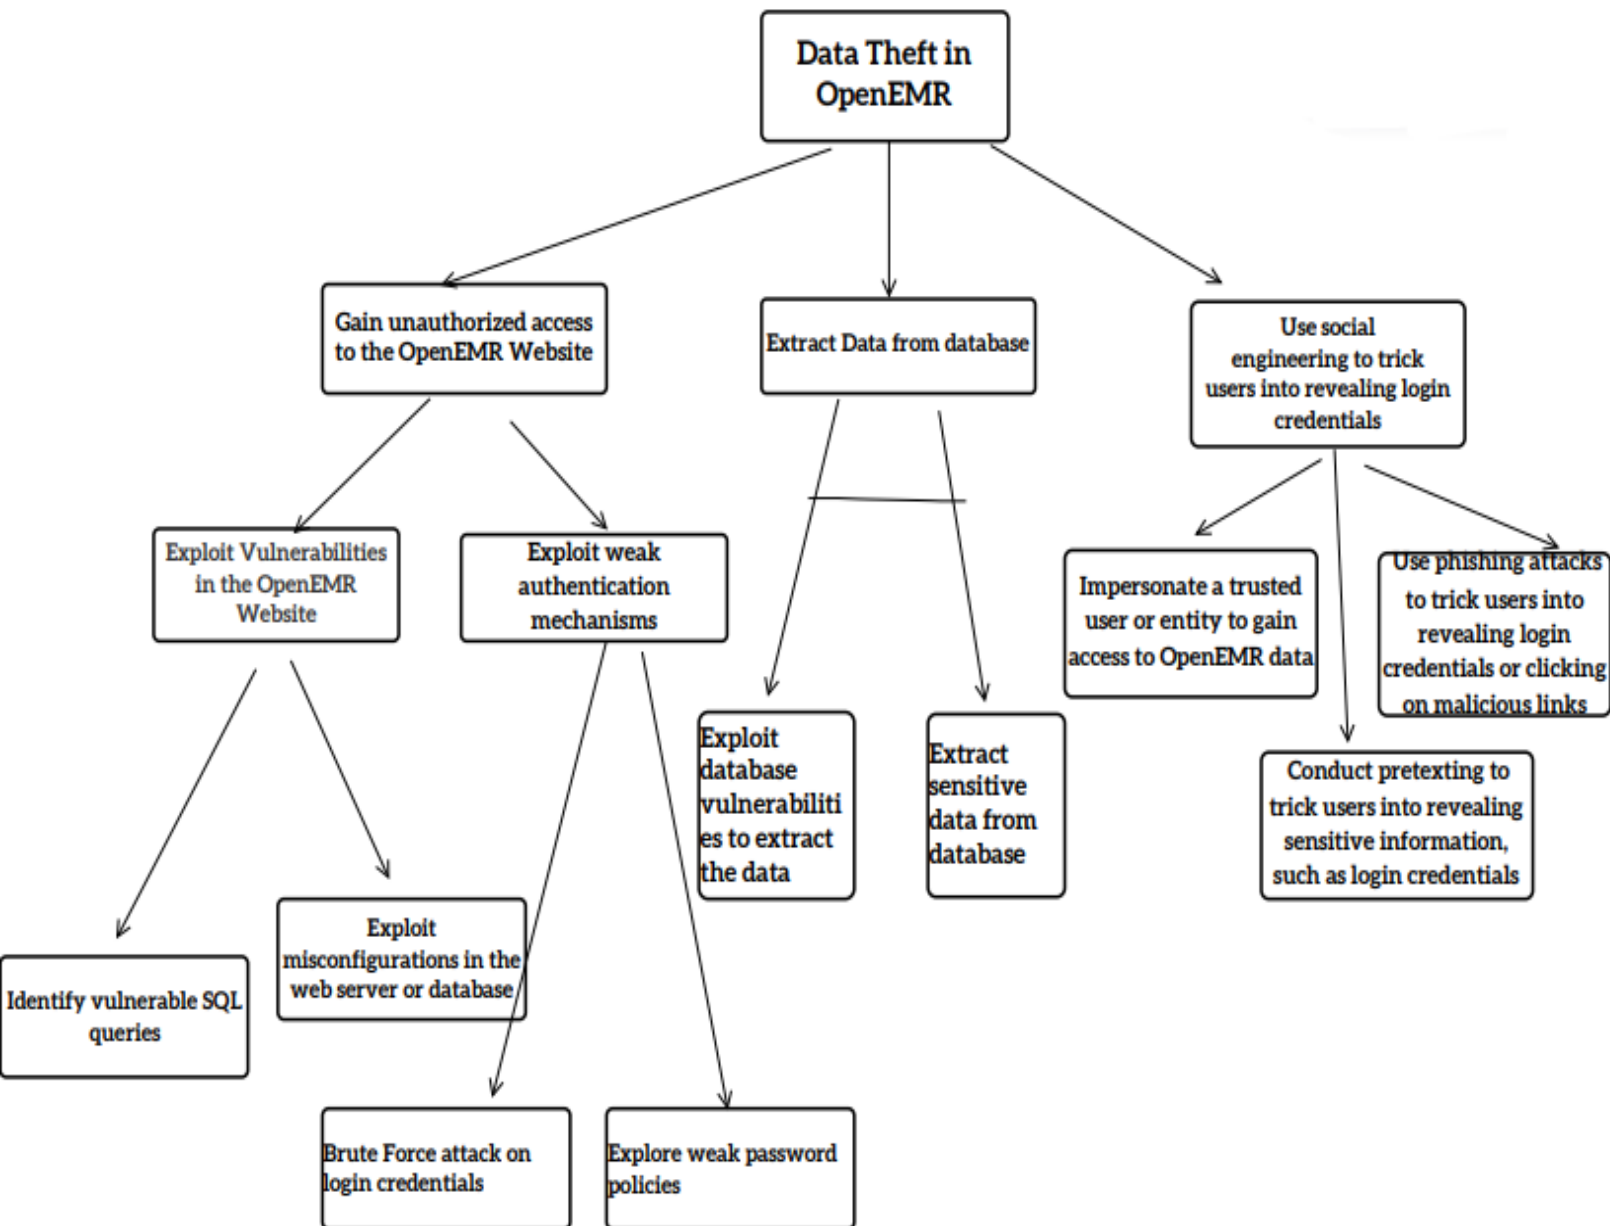 Data Theft in
OpenEMR
Gain unauthorized access
to the OpenEMR Website
Extract Data from database
Use social
engineering to trick
users into revealing login
credentials
Exploit Vulnerabilities
in the OpenEMR
Website
Exploit weak
authentication
mechanisms
Impersonate a trusted
user or entity to gain
access to OpenEMR data
Use phishing attacks
to trick users into
revealing login
credentials or clicking
on malicious links
Exploit
database
vulnerabiliti
es to extract
the data
Extract
sensitive
data from
database
Conduct pretexting to
trick users into revealing
sensitive information,
such as login credentials
Identify vulnerable SQL
queries
Exploit
misconfigurations in the
web server or database
Brute Force attack on
login credentials
Explore weak password
policies